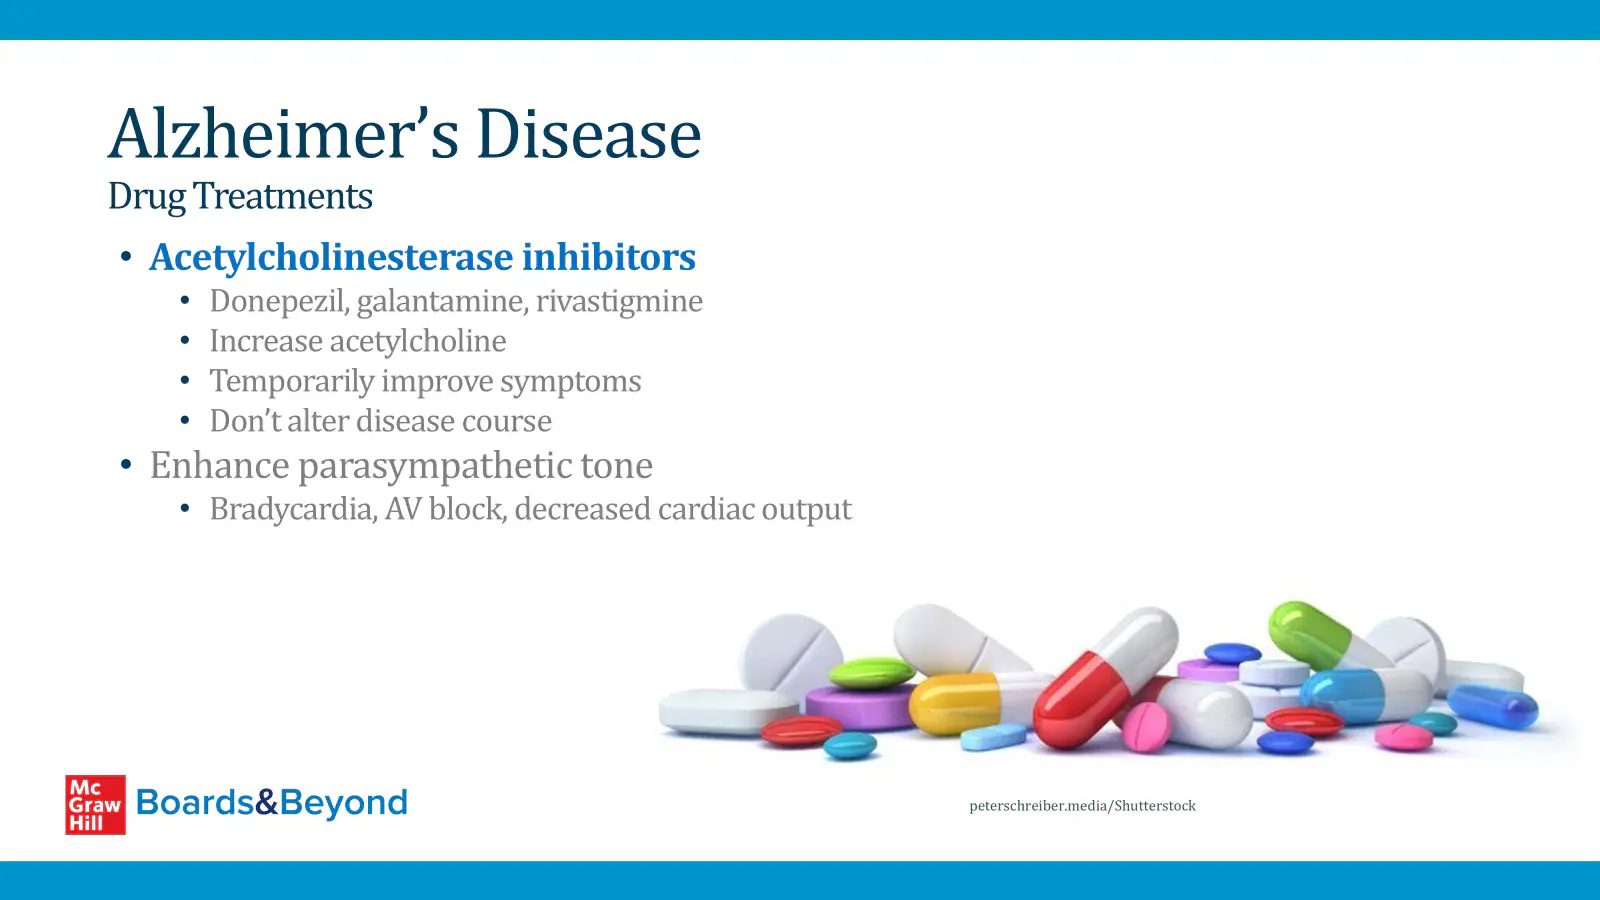 Alzheimer’s Disease
Drug Treatments
• Acetylcholinesterase inhibitors
• Donepezil, galantamine, rivastigmine
• Increase acetylcholine
• Temporarily improve symptoms
• Don’t alter disease course
• Enhance parasympathetic tone
• Bradycardia, AV block, decreased cardiac output
Mc
Graw
Hill
Boards&Beyond
peterschreiber.media/Shutterstock